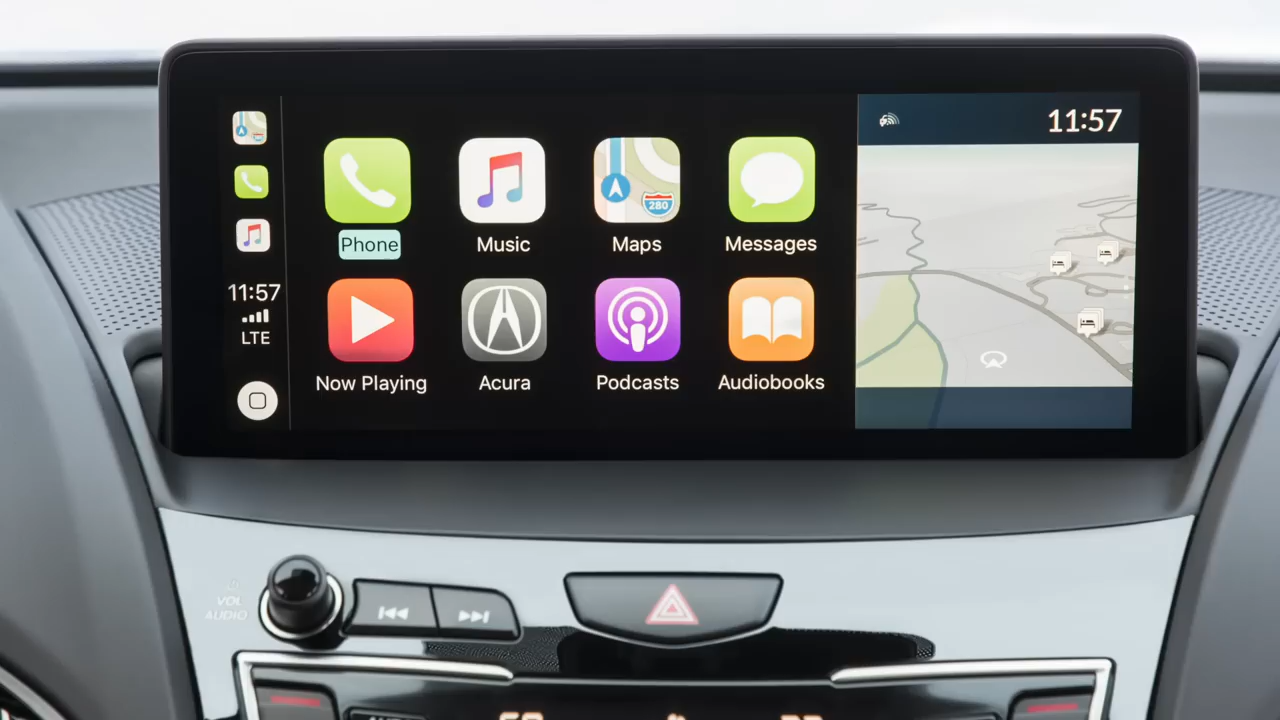 11:57
Phone
Music
Maps
280
Messages
11:57
LTE
Now Playing
Acura
Podcasts
Audiobooks
VOL
AUDIO